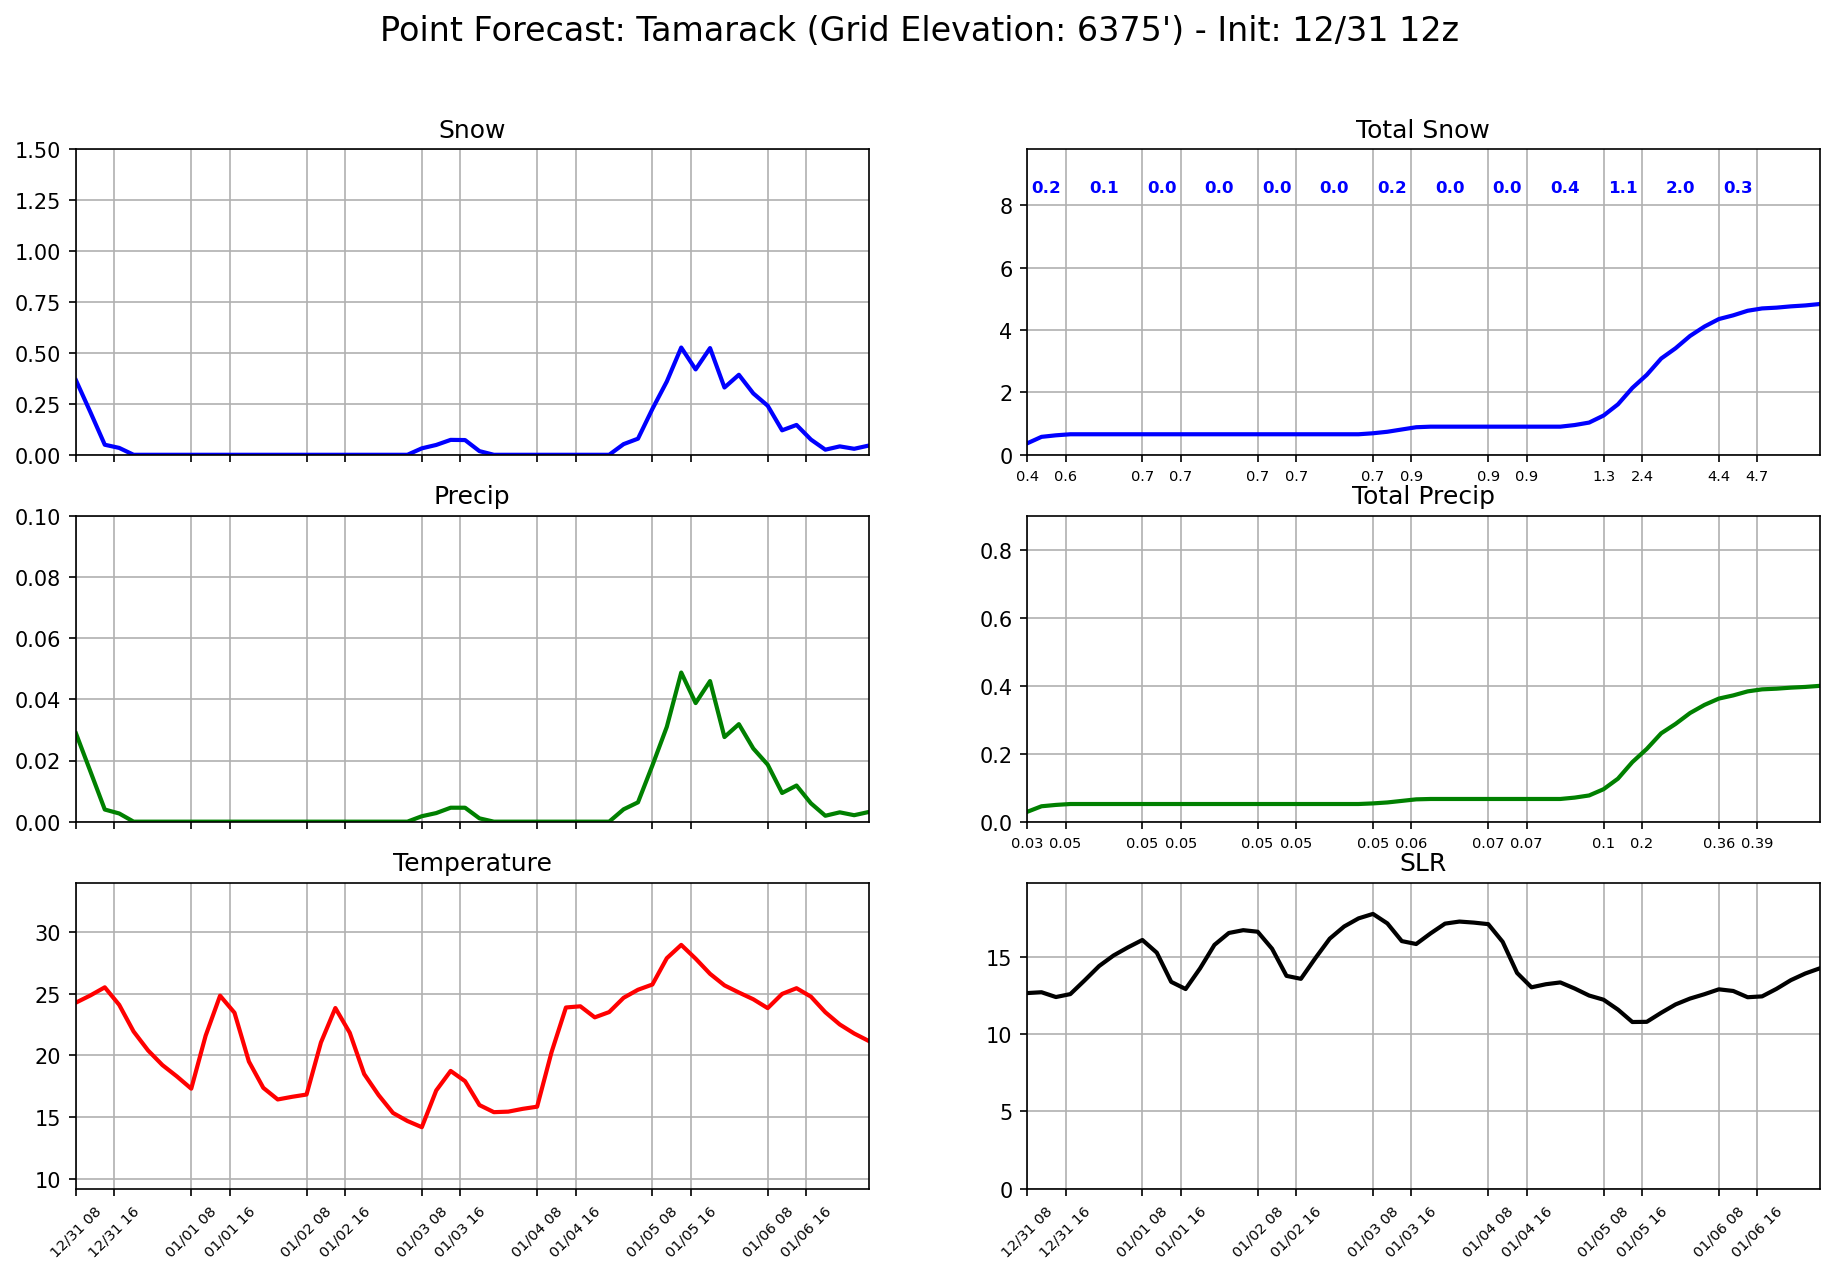 Point Forecast: Tamarack (Grid Elevation: 6375') - Init: 12/31 12z
Snow
1.50
1.25
1.00
0.75
0.50
0.25
0.00
Total Snow
0.2 0.1 0.0 0.0 0.0 0.0 0.2 0.0 0.0 0.4 1.1 2.0 0.3
8
6
4
2
0
0.4 0.6 0.7 0.7 0.7 0.7 0.7 0.9 0.9 0.9 1.3 2.4 4.4 4.7
Precip
0.10
0.08
0.06
0.04
0.02
0.00
Total Precip
0.8
0.6
0.4
0.2
0.0
0.03 0.05 0.05 0.05 0.05 0.05 0.05 0.06 0.07 0.07 0.1 0.2 0.36 0.39
Temperature
30
25
20
15
10
12/31 08 12/31 16 01/01 08 01/01 16 01/02 08 01/02 16 01/03 08 01/03 16 01/04 08 01/04 16 01/05 08 01/05 16 01/06 08 01/06 16
SLR
15
10
5
0
12/31 08 12/31 16 01/01 08 01/01 16 01/02 08 01/02 16 01/03 08 01/03 16 01/04 08 01/04 16 01/05 08 01/05 16 01/06 08 01/06 16